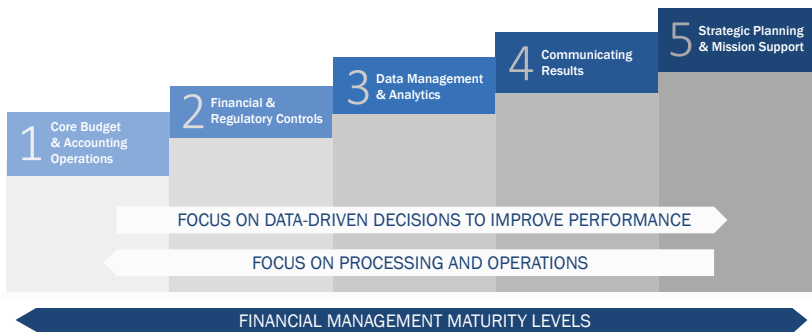 1
Core Budget
& Accounting
Operations
2
Financial &
Regulatory Controls
3
Data Management
& Analytics
4
Communicating
Results
5
Strategic Planning
& Mission Support
FOCUS ON DATA-DRIVEN DECISIONS TO IMPROVE PERFORMANCE
FOCUS ON PROCESSING AND OPERATIONS
FINANCIAL MANAGEMENT MATURITY LEVELS